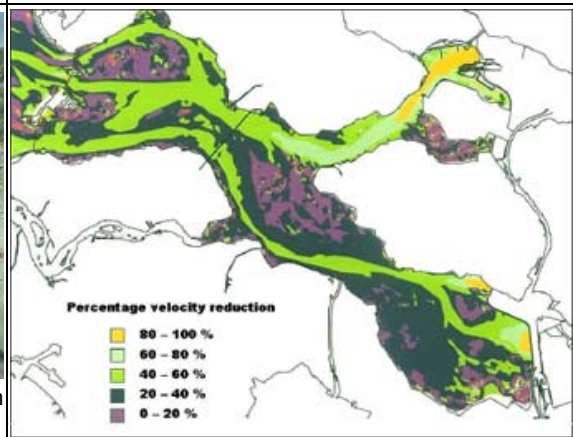 Percentage velocity reduction
80 – 100 %
60 – 80 %
40 – 60 %
20 – 40 %
0 – 20 %